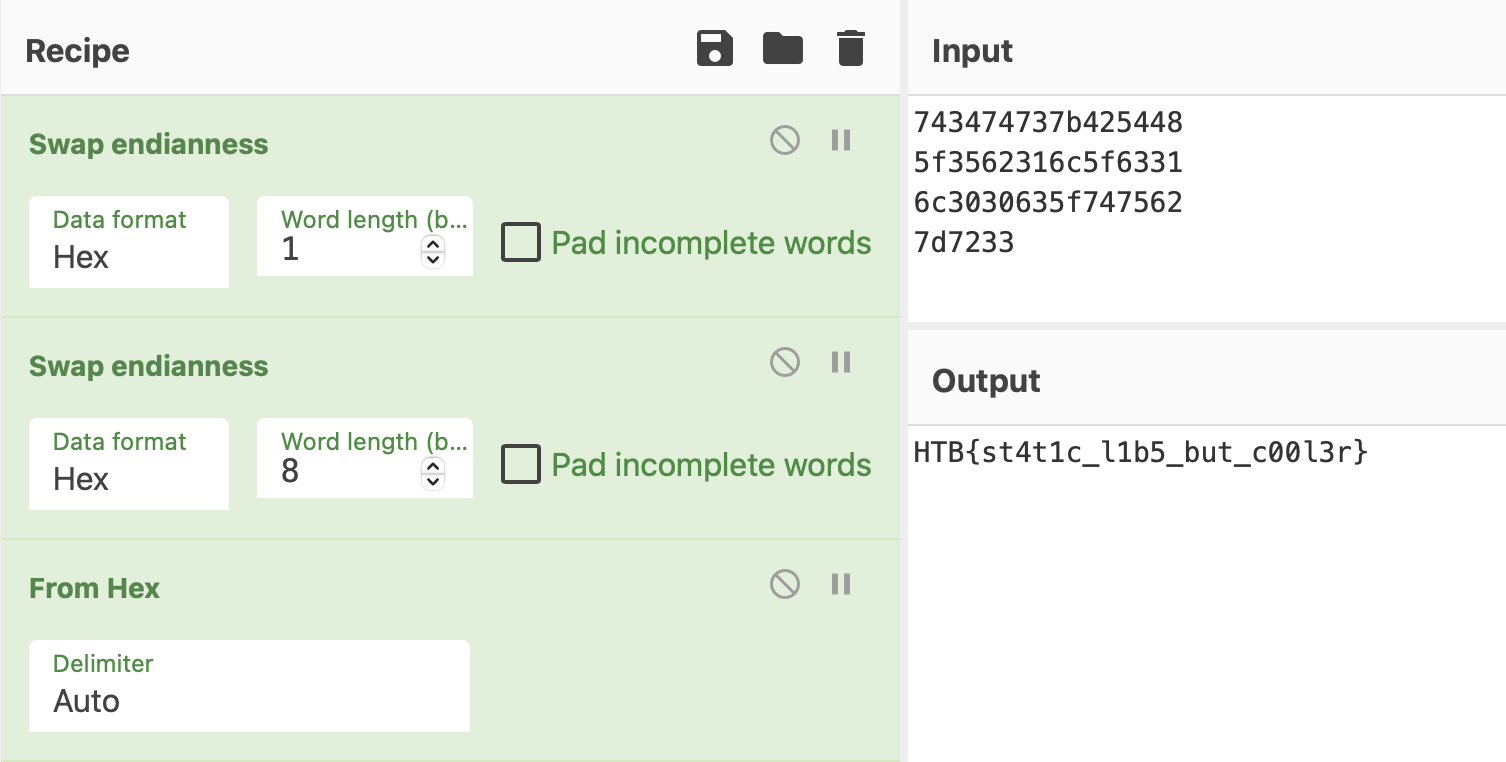 Recipe
Swap endianness
Data format
Hex
Word length (b...
1
Pad incomplete words
Swap endianness
Data format
Hex
Word length (b...
8
Pad incomplete words
From Hex
Delimiter
Auto
Input
743474737b425448
5f3562316c5f6331
6c3030635f747562
7d7233
Output
HTB{st4t1c_l1b5_but_c00l3r}